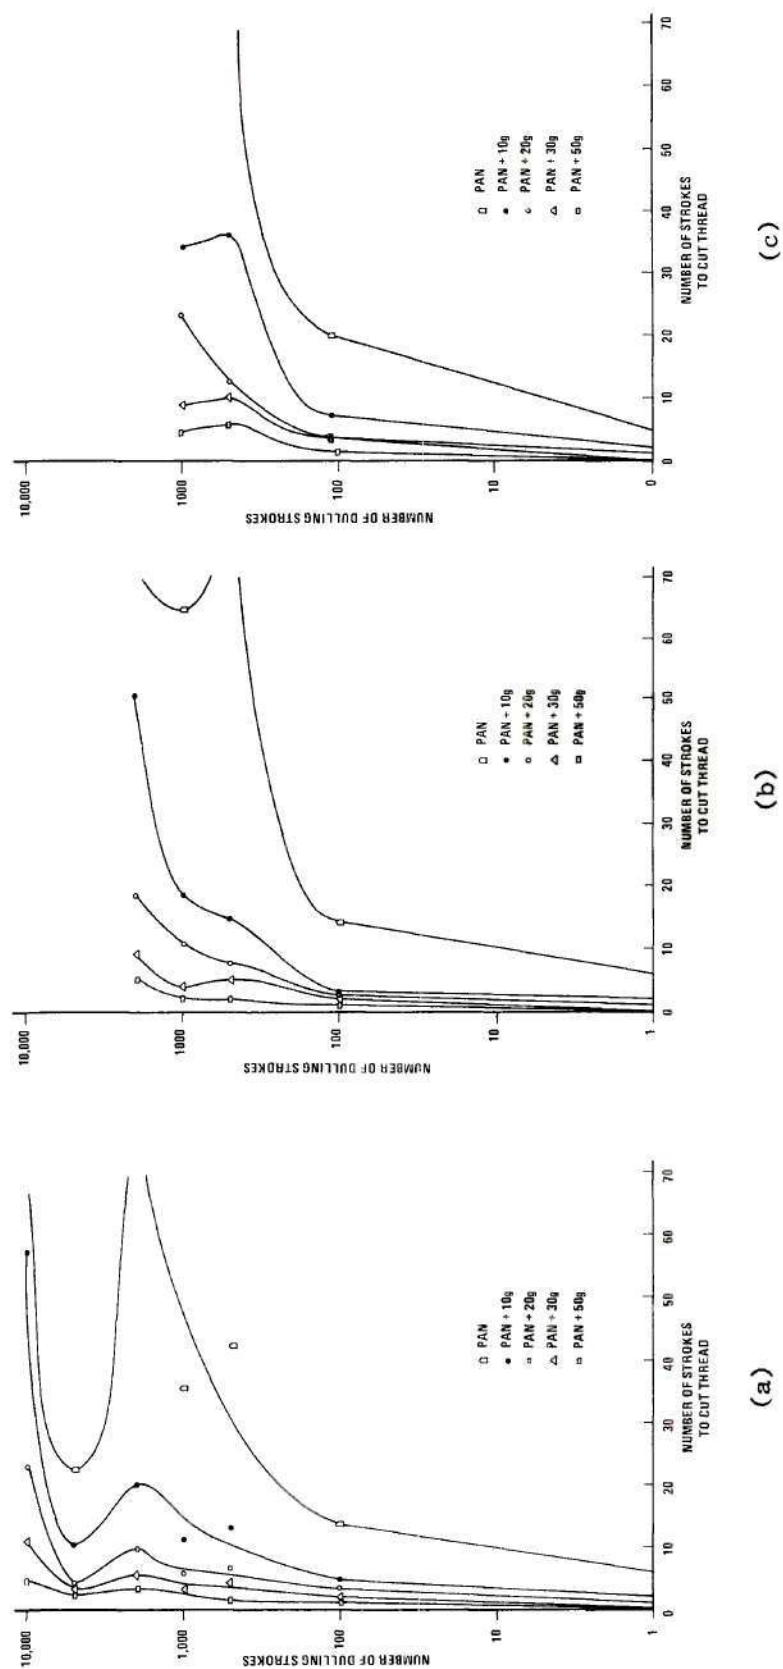 10,000
1,000
100
10
1
NUMBER OF DULLING STROKES
0
10
20
30
40
50
60
70
NUMBER OF STROKES
TO CUT THREAD
PAN
PAN + 10g
PAN + 20g
PAN + 30g
PAN + 50g
(a)
10,000
1000
100
10
1
NUMBER OF DULLING STROKES
0
10
20
30
40
50
60
70
NUMBER OF STROKES
TO CUT THREAD
PAN
PAN + 10g
PAN + 20g
PAN + 30g
PAN + 50g
(b)
10,000
1000
100
10
0
NUMBER OF DULLING STROKES
0
10
20
30
40
50
60
70
NUMBER OF STROKES
TO CUT THREAD
PAN
PAN + 10g
PAN + 20g
PAN + 30g
PAN + 50g
(c)